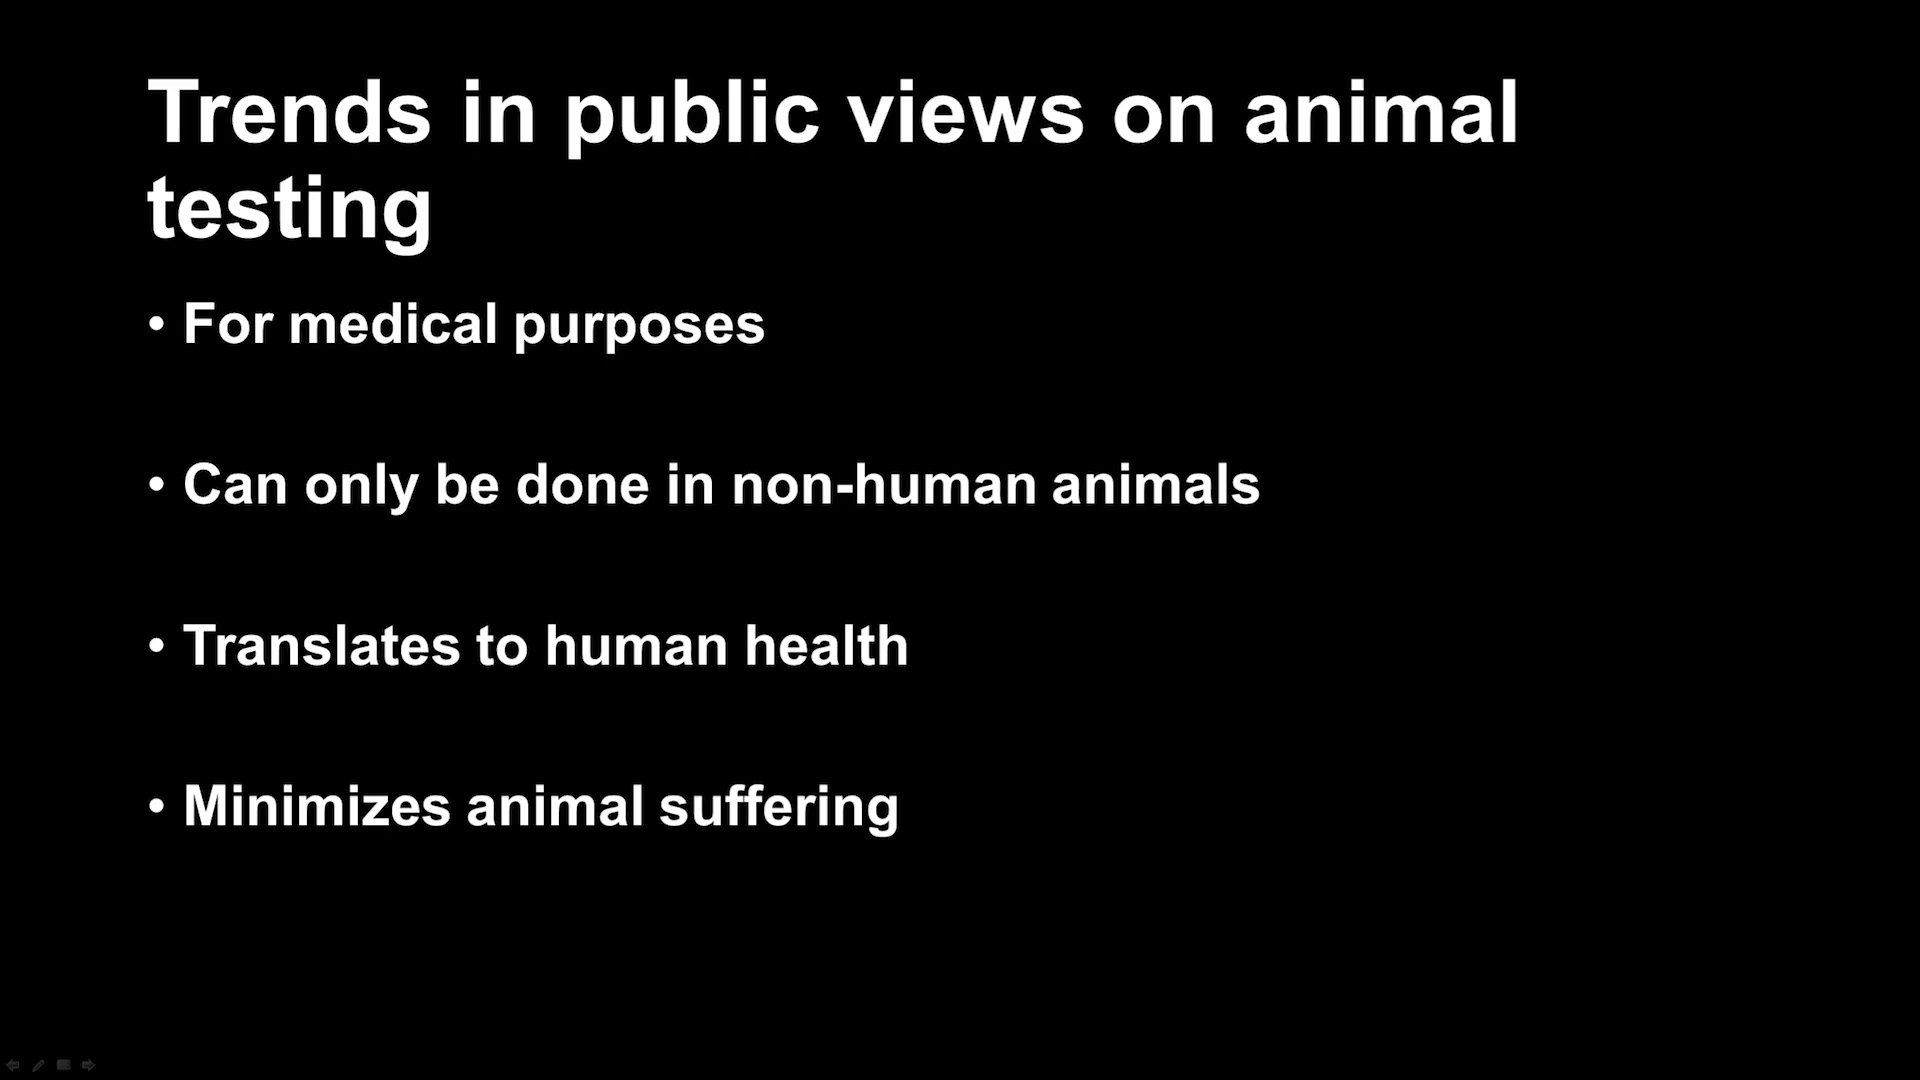 Trends in public views on animal
testing
• For medical purposes
• Can only be done in non-human animals
• Translates to human health
• Minimizes animal suffering